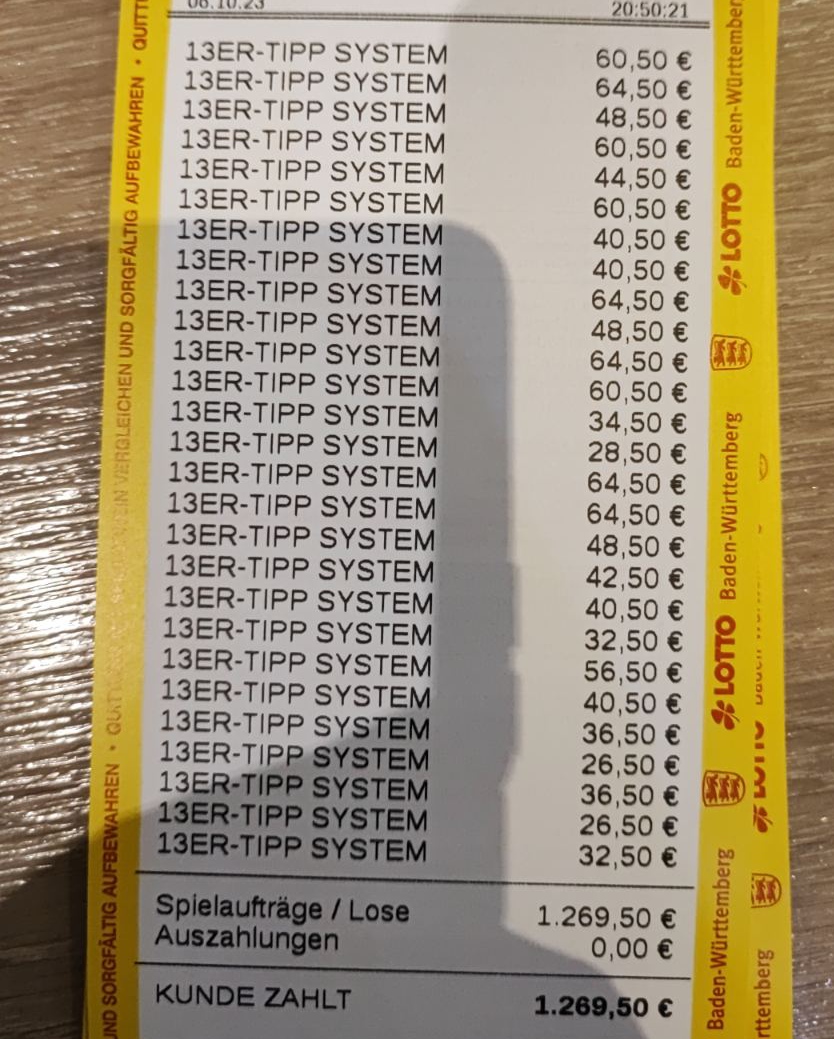 06.10.23 20:50:21
13ER-TIPP SYSTEM 60,50 €
13ER-TIPP SYSTEM 64,50 €
13ER-TIPP SYSTEM 48,50 €
13ER-TIPP SYSTEM 60,50 €
13ER-TIPP SYSTEM 44,50 €
13ER-TIPP SYSTEM 60,50 €
13ER-TIPP SYSTEM 40,50 €
13ER-TIPP SYSTEM 40,50 €
13ER-TIPP SYSTEM 64,50 €
13ER-TIPP SYSTEM 48,50 €
13ER-TIPP SYSTEM 64,50 €
13ER-TIPP SYSTEM 60,50 €
13ER-TIPP SYSTEM 34,50 €
13ER-TIPP SYSTEM 28,50 €
13ER-TIPP SYSTEM 64,50 €
13ER-TIPP SYSTEM 64,50 €
13ER-TIPP SYSTEM 48,50 €
13ER-TIPP SYSTEM 42,50 €
13ER-TIPP SYSTEM 40,50 €
13ER-TIPP SYSTEM 32,50 €
13ER-TIPP SYSTEM 56,50 €
13ER-TIPP SYSTEM 40,50 €
13ER-TIPP SYSTEM 36,50 €
13ER-TIPP SYSTEM 26,50 €
13ER-TIPP SYSTEM 36,50 €
13ER-TIPP SYSTEM 26,50 €
13ER-TIPP SYSTEM 32,50 €
Spielaufträge / Lose 1.269,50 €
Auszahlungen 0,00 €
KUNDE ZAHLT 1.269,50 €
VERGLEICHEN UND SORGFÄLTIG AUFBEWAHREN •
SORGFÄLTIG AUFBEWAHREN •
LOTTO Baden-Württember
LOTTO Baden-Württemberg
Baden-Württemberg
LOTTO
rttemberg